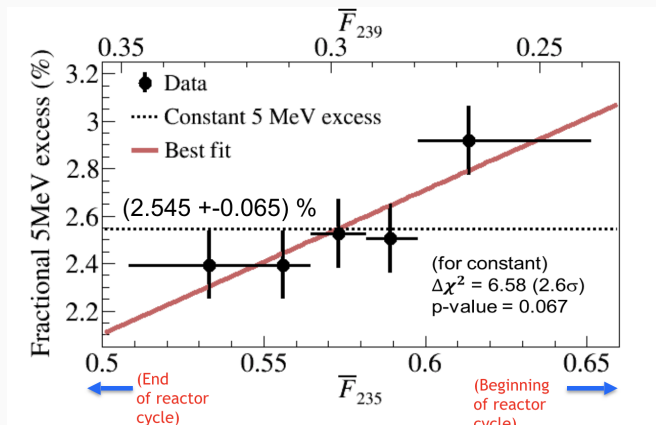 F̅₂₃₉
0.35 0.3 0.25
Fractional 5MeV excess (%)
3.2
3
2.8
2.6
2.4
2.2
Data
Constant 5 MeV excess
Best fit
(2.545 +-0.065) %
(for constant)
Δχ² = 6.58 (2.6σ)
p-value = 0.067
0.5 0.55 0.6 0.65
F̅₂₃₅
(End
of reactor
cycle)
(Beginning
of reactor
cycle)